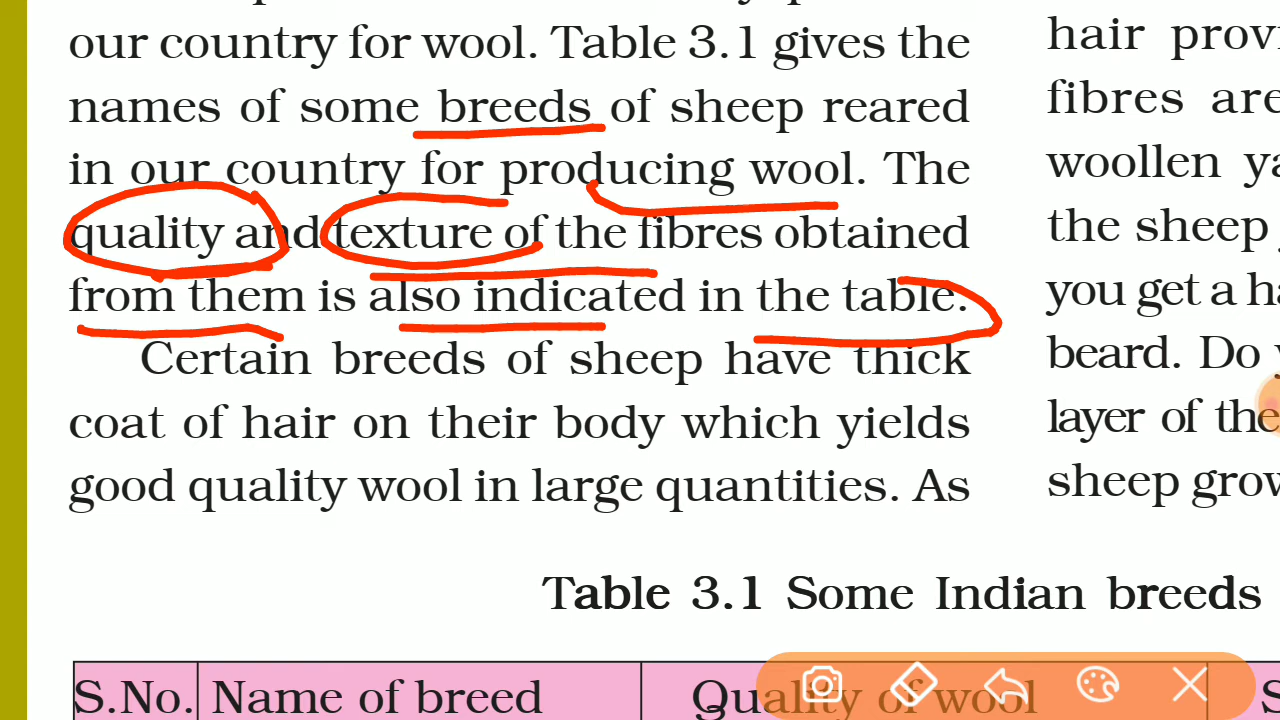 our country for wool. Table 3.1 gives the
names of some breeds of sheep reared
in our country for producing wool. The
quality and texture of the fibres obtained
from them is also indicated in the table.
Certain breeds of sheep have thick
coat of hair on their body which yields
good quality wool in large quantities. As
hair
fibres are
woollen
the sheep
you get a
beard. Do
layer of the
sheep
Table 3.1 Some Indian breeds
S.No. Name of breed Quality of wool